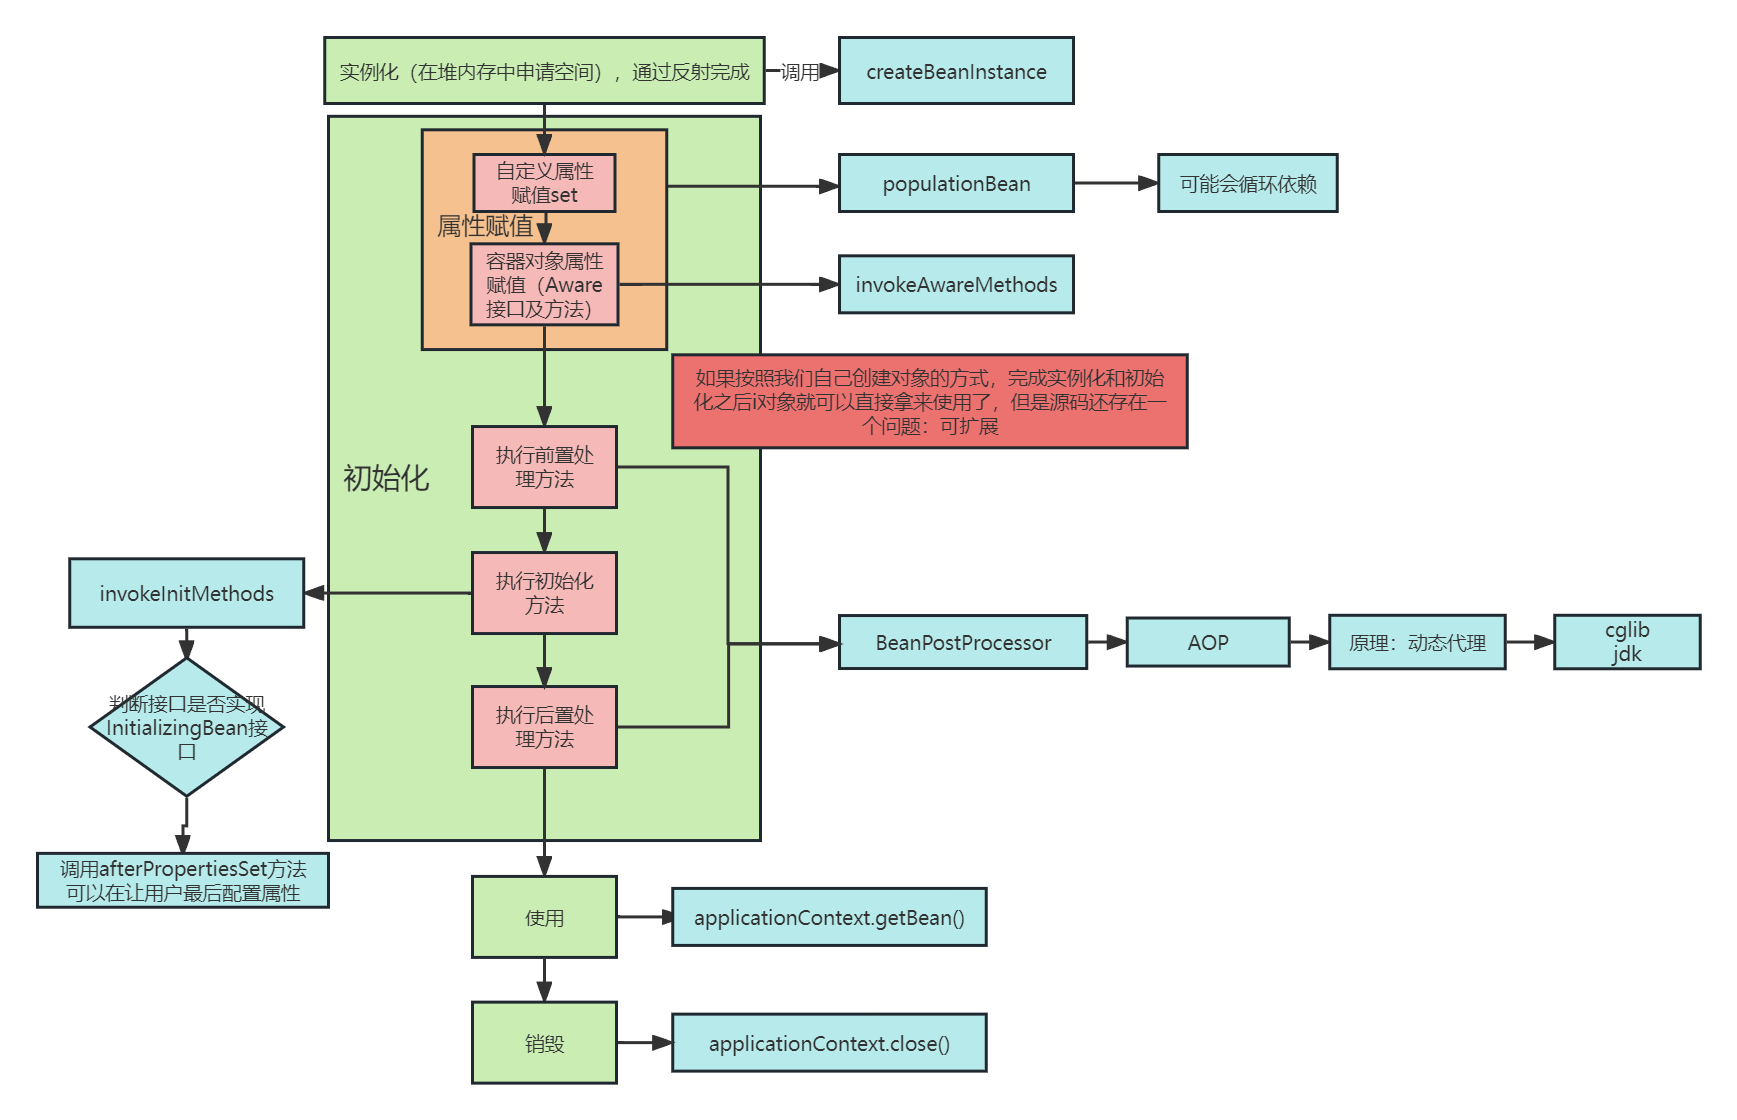 实例化（在堆内存中申请空间），通过反射完成
调用
createBeanInstance
自定义属性
赋值set
populationBean
可能会循环依赖
属性赋值
容器对象属性
赋值（Aware
接口及方法）
invokeAwareMethods
如果按照我们自己创建对象的方式，完成实例化和初始
化之后i对象就可以直接拿来使用了，但是源码还存在一
个问题：可扩展
执行前置处
理方法
初始化
执行初始化
方法
invokeInitMethods
BeanPostProcessor
AOP
原理：动态代理
cglib
jdk
判断接口是否实现
InitializingBean接
口
执行后置处
理方法
调用afterPropertiesSet方法
可以在让用户最后配置属性
使用
applicationContext.getBean()
销毁
applicationContext.close()